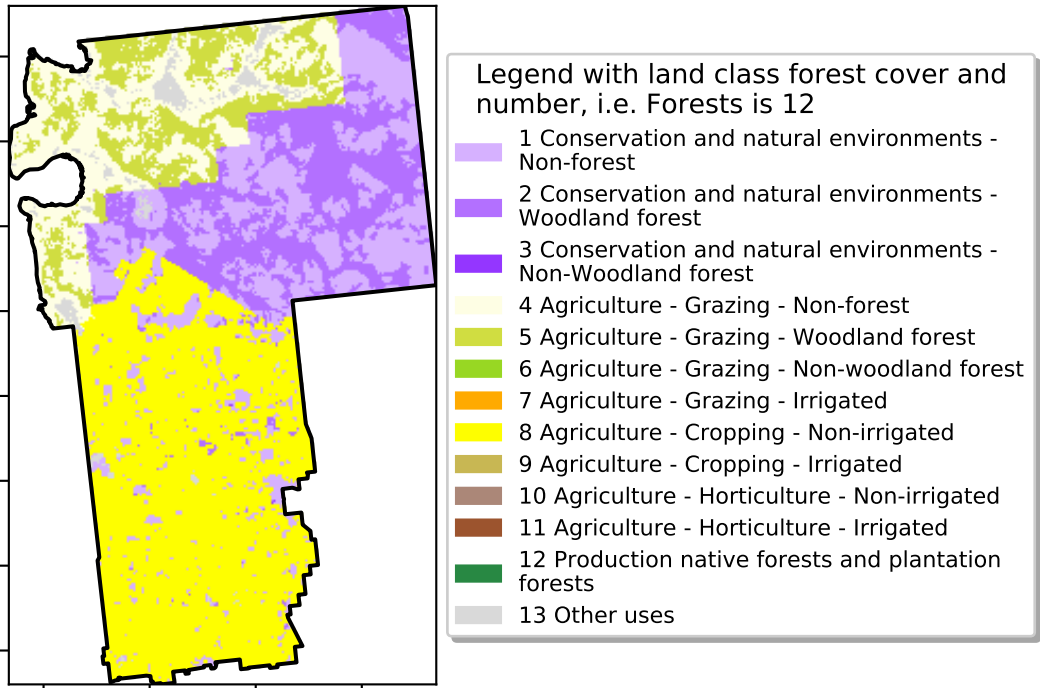 Legend with land class forest cover and
number, i.e. Forests is 12
1 Conservation and natural environments -
Non-forest
2 Conservation and natural environments -
Woodland forest
3 Conservation and natural environments -
Non-Woodland forest
4 Agriculture - Grazing - Non-forest
5 Agriculture - Grazing - Woodland forest
6 Agriculture - Grazing - Non-woodland forest
7 Agriculture - Grazing - Irrigated
8 Agriculture - Cropping - Non-irrigated
9 Agriculture - Cropping - Irrigated
10 Agriculture - Horticulture - Non-irrigated
11 Agriculture - Horticulture - Irrigated
12 Production native forests and plantation
forests
13 Other uses